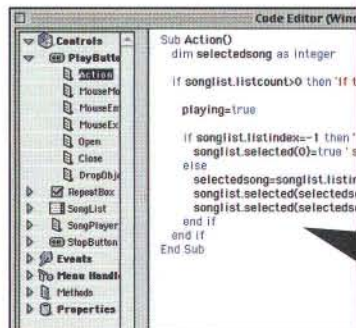 Code Editor (Win
Controls
PlayButto
Action
MouseMo
MouseEn
MouseEx
Open
Close
DropObje
RepeatBox
SongList
SongPlayer
StopButton
Events
Menu Handl
Methods
Properties
Sub Action()
dim selectedsong as integer
if songlist.listcount>0 then 'If t
playing=true
if songlist.listindex=-1 then '
songlist.selected(0)=true ' s
else
selectedsong=songlist.listin
songlist.selected(selecteds
songlist.selected(selecteds
end if
end if
End Sub